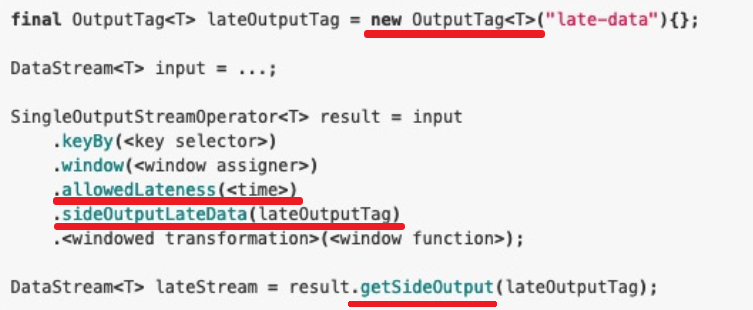 final OutputTag<T> lateOutputTag = new OutputTag<T>("late-data"){};
DataStream<T> input = ...;
SingleOutputStreamOperator<T> result = input
.keyBy(<key selector>)
.window(<window assigner>)
.allowedLateness(<time>)
.sideOutputLateData(lateOutputTag)
.<windowed transformation>(<window function>);
DataStream<T> lateStream = result.getSideOutput(lateOutputTag);